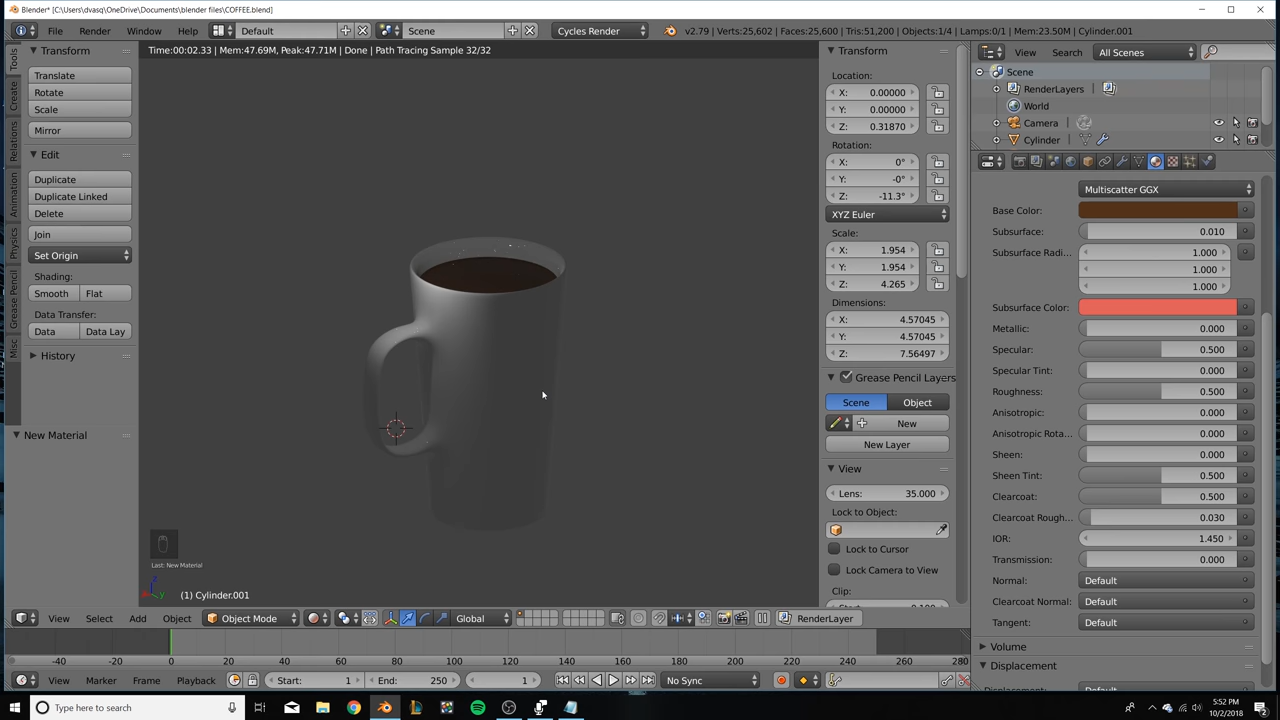 Blender* [C:\Users\dvasq\OneDrive\Documents\blender files\COFFEE.blend]
File Render Window Help Default Scene Cycles Render v2.79 | Verts:25,602 | Faces:25,600 | Tris:51,200 | Objects:1/4 | Lamps:0/1 | Mem:23.50M | Cylinder.001
Time:00:02.33 | Mem:47.69M, Peak:47.71M | Done | Path Tracing Sample 32/32
Tools
Create
Relations
Animation
Physics
Grease Pencil
Misc
Transform
Translate
Rotate
Scale
Mirror
Edit
Duplicate
Duplicate Linked
Delete
Join
Set Origin
Shading:
Smooth Flat
Data Transfer:
Data Data Lay
History
New Material
Last: New Material
z
y
(1) Cylinder.001
Transform
Location:
X: 0.00000
Y: 0.00000
Z: 0.31870
Rotation:
X: 0°
Y: -0°
Z: -11.3°
XYZ Euler
Scale:
X: 1.954
Y: 1.954
Z: 4.265
Dimensions:
X: 4.57045
Y: 4.57045
Z: 7.56497
Grease Pencil Layers
Scene Object
New
New Layer
View
Lens: 35.000
Lock to Object:
Lock to Cursor
Lock Camera to View
Clip:
View Search All Scenes
Scene
RenderLayers
World
Camera
Cylinder
Multiscatter GGX
Base Color:
Subsurface: 0.010
Subsurface Radi... 1.000
1.000
1.000
Subsurface Color:
Metallic: 0.000
Specular: 0.500
Specular Tint: 0.000
Roughness: 0.500
Anisotropic: 0.000
Anisotropic Rota... 0.000
Sheen: 0.000
Sheen Tint: 0.500
Clearcoat: 0.500
Clearcoat Rough... 0.030
IOR: 1.450
Transmission: 0.000
Normal: Default
Clearcoat Normal: Default
Tangent: Default
Volume
Displacement
View Select Add Object Object Mode Global RenderLayer
-40 -20 0 20 40 60 80 100 120 140 160 180 200 220 240 260 280
View Marker Frame Playback Start: 1 End: 250 1 No Sync
Type here to search
5:52 PM
10/2/2018